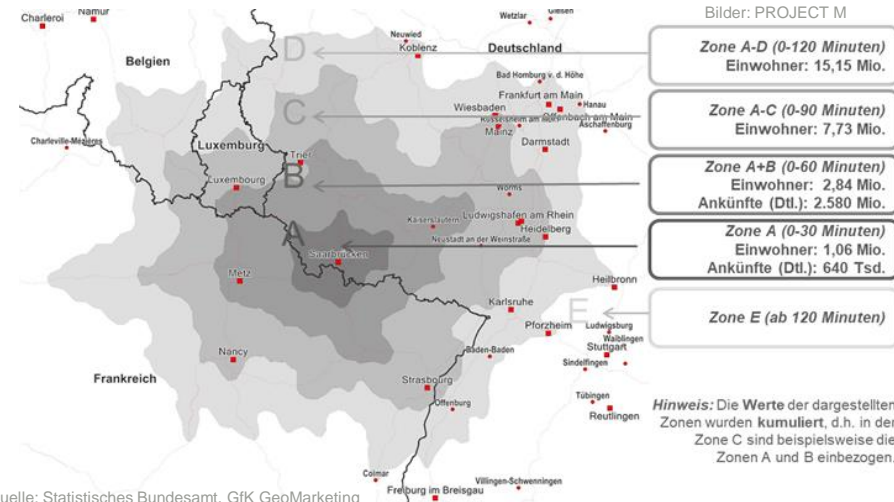 Bilder: PROJECT M
Zone A-D (0-120 Minuten)
Einwohner: 15,15 Mio.
Zone A-C (0-90 Minuten)
Einwohner: 7,73 Mio.
Zone A+B (0-60 Minuten)
Einwohner: 2,84 Mio.
Ankünfte (Dtl.): 2.580 Mio.
Zone A (0-30 Minuten)
Einwohner: 1,06 Mio.
Ankünfte (Dtl.): 640 Tsd.
Zone E (ab 120 Minuten)
Hinweis: Die Werte der dargestellten
Zonen wurden kumuliert, d.h. in der
Zone C sind beispielsweise die
Zonen A und B einbezogen.
Charleroi
Namur
Wetzlar
Giesen
Neuwied
Koblenz
D
Deutschland
Belgien
Bad Homburg v. d. Höhe
Frankfurt am Main
Hanau
C
Wiesbaden
Offenbach am Main
Rüsselsheim am Main
Aschaffenburg
Mainz
Darmstadt
Charleville-Mézières
Luxemburg
Trier
B
Luxembourg
Worms
Kaiserslautern
Ludwigshafen am Rhein
Heidelberg
A
Neustadt an der Weinstraße
Saarbrücken
Metz
Heilbronn
Karlsruhe
E
Pforzheim
Ludwigsburg
Waiblingen
Stuttgart
Nancy
Baden-Baden
Sindelfingen
Frankreich
Strasbourg
Offenburg
Tübingen
Reutlingen
Colmar
Villingen-Schwenningen
Freiburg im Breisgau
uelle: Statistisches Bundesamt, GfK GeoMarketing